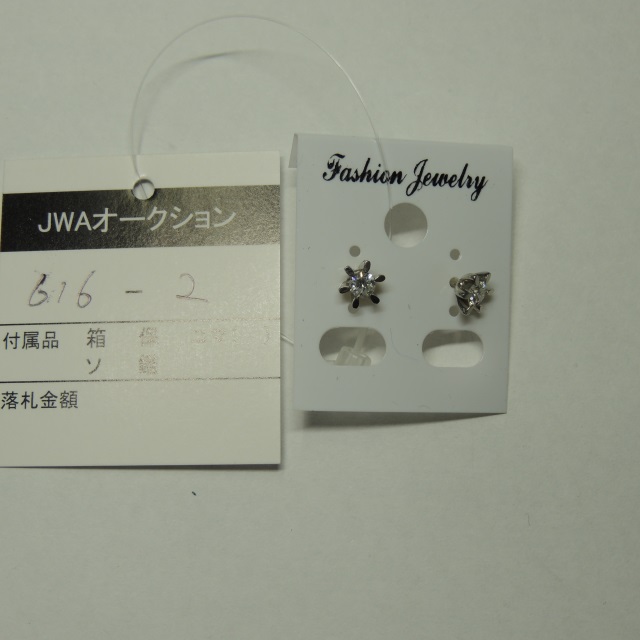 JWAオークション
616 - 2
付属品 箱
ソ
落札金額
Fashion Jewelry